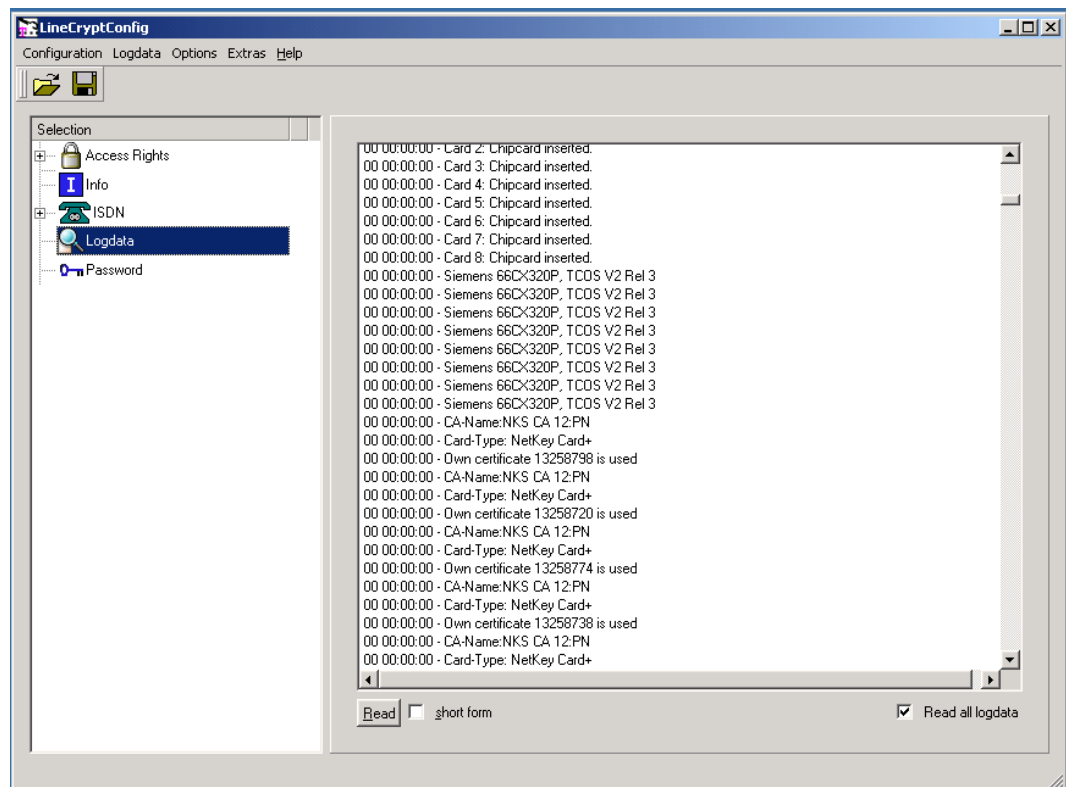 LineCryptConfig
Configuration Logdata Options Extras Help
Selection
Access Rights
I Info
ISDN
Logdata
Password
00 00:00:00 - Card 2: Chipcard inserted.
00 00:00:00 - Card 3: Chipcard inserted.
00 00:00:00 - Card 4: Chipcard inserted.
00 00:00:00 - Card 5: Chipcard inserted.
00 00:00:00 - Card 6: Chipcard inserted.
00 00:00:00 - Card 7: Chipcard inserted.
00 00:00:00 - Card 8: Chipcard inserted.
00 00:00:00 - Siemens 66CX320P, TCOS V2 Rel 3
00 00:00:00 - Siemens 66CX320P, TCOS V2 Rel 3
00 00:00:00 - Siemens 66CX320P, TCOS V2 Rel 3
00 00:00:00 - Siemens 66CX320P, TCOS V2 Rel 3
00 00:00:00 - Siemens 66CX320P, TCOS V2 Rel 3
00 00:00:00 - Siemens 66CX320P, TCOS V2 Rel 3
00 00:00:00 - Siemens 66CX320P, TCOS V2 Rel 3
00 00:00:00 - Siemens 66CX320P, TCOS V2 Rel 3
00 00:00:00 - CA-Name:NKS CA 12:PN
00 00:00:00 - Card-Type: NetKey Card+
00 00:00:00 - Own certificate 13258798 is used
00 00:00:00 - CA-Name:NKS CA 12:PN
00 00:00:00 - Card-Type: NetKey Card+
00 00:00:00 - Own certificate 13258720 is used
00 00:00:00 - CA-Name:NKS CA 12:PN
00 00:00:00 - Card-Type: NetKey Card+
00 00:00:00 - Own certificate 13258774 is used
00 00:00:00 - CA-Name:NKS CA 12:PN
00 00:00:00 - Card-Type: NetKey Card+
00 00:00:00 - Own certificate 13258738 is used
00 00:00:00 - CA-Name:NKS CA 12:PN
00 00:00:00 - Card-Type: NetKey Card+
Read short form Read all logdata